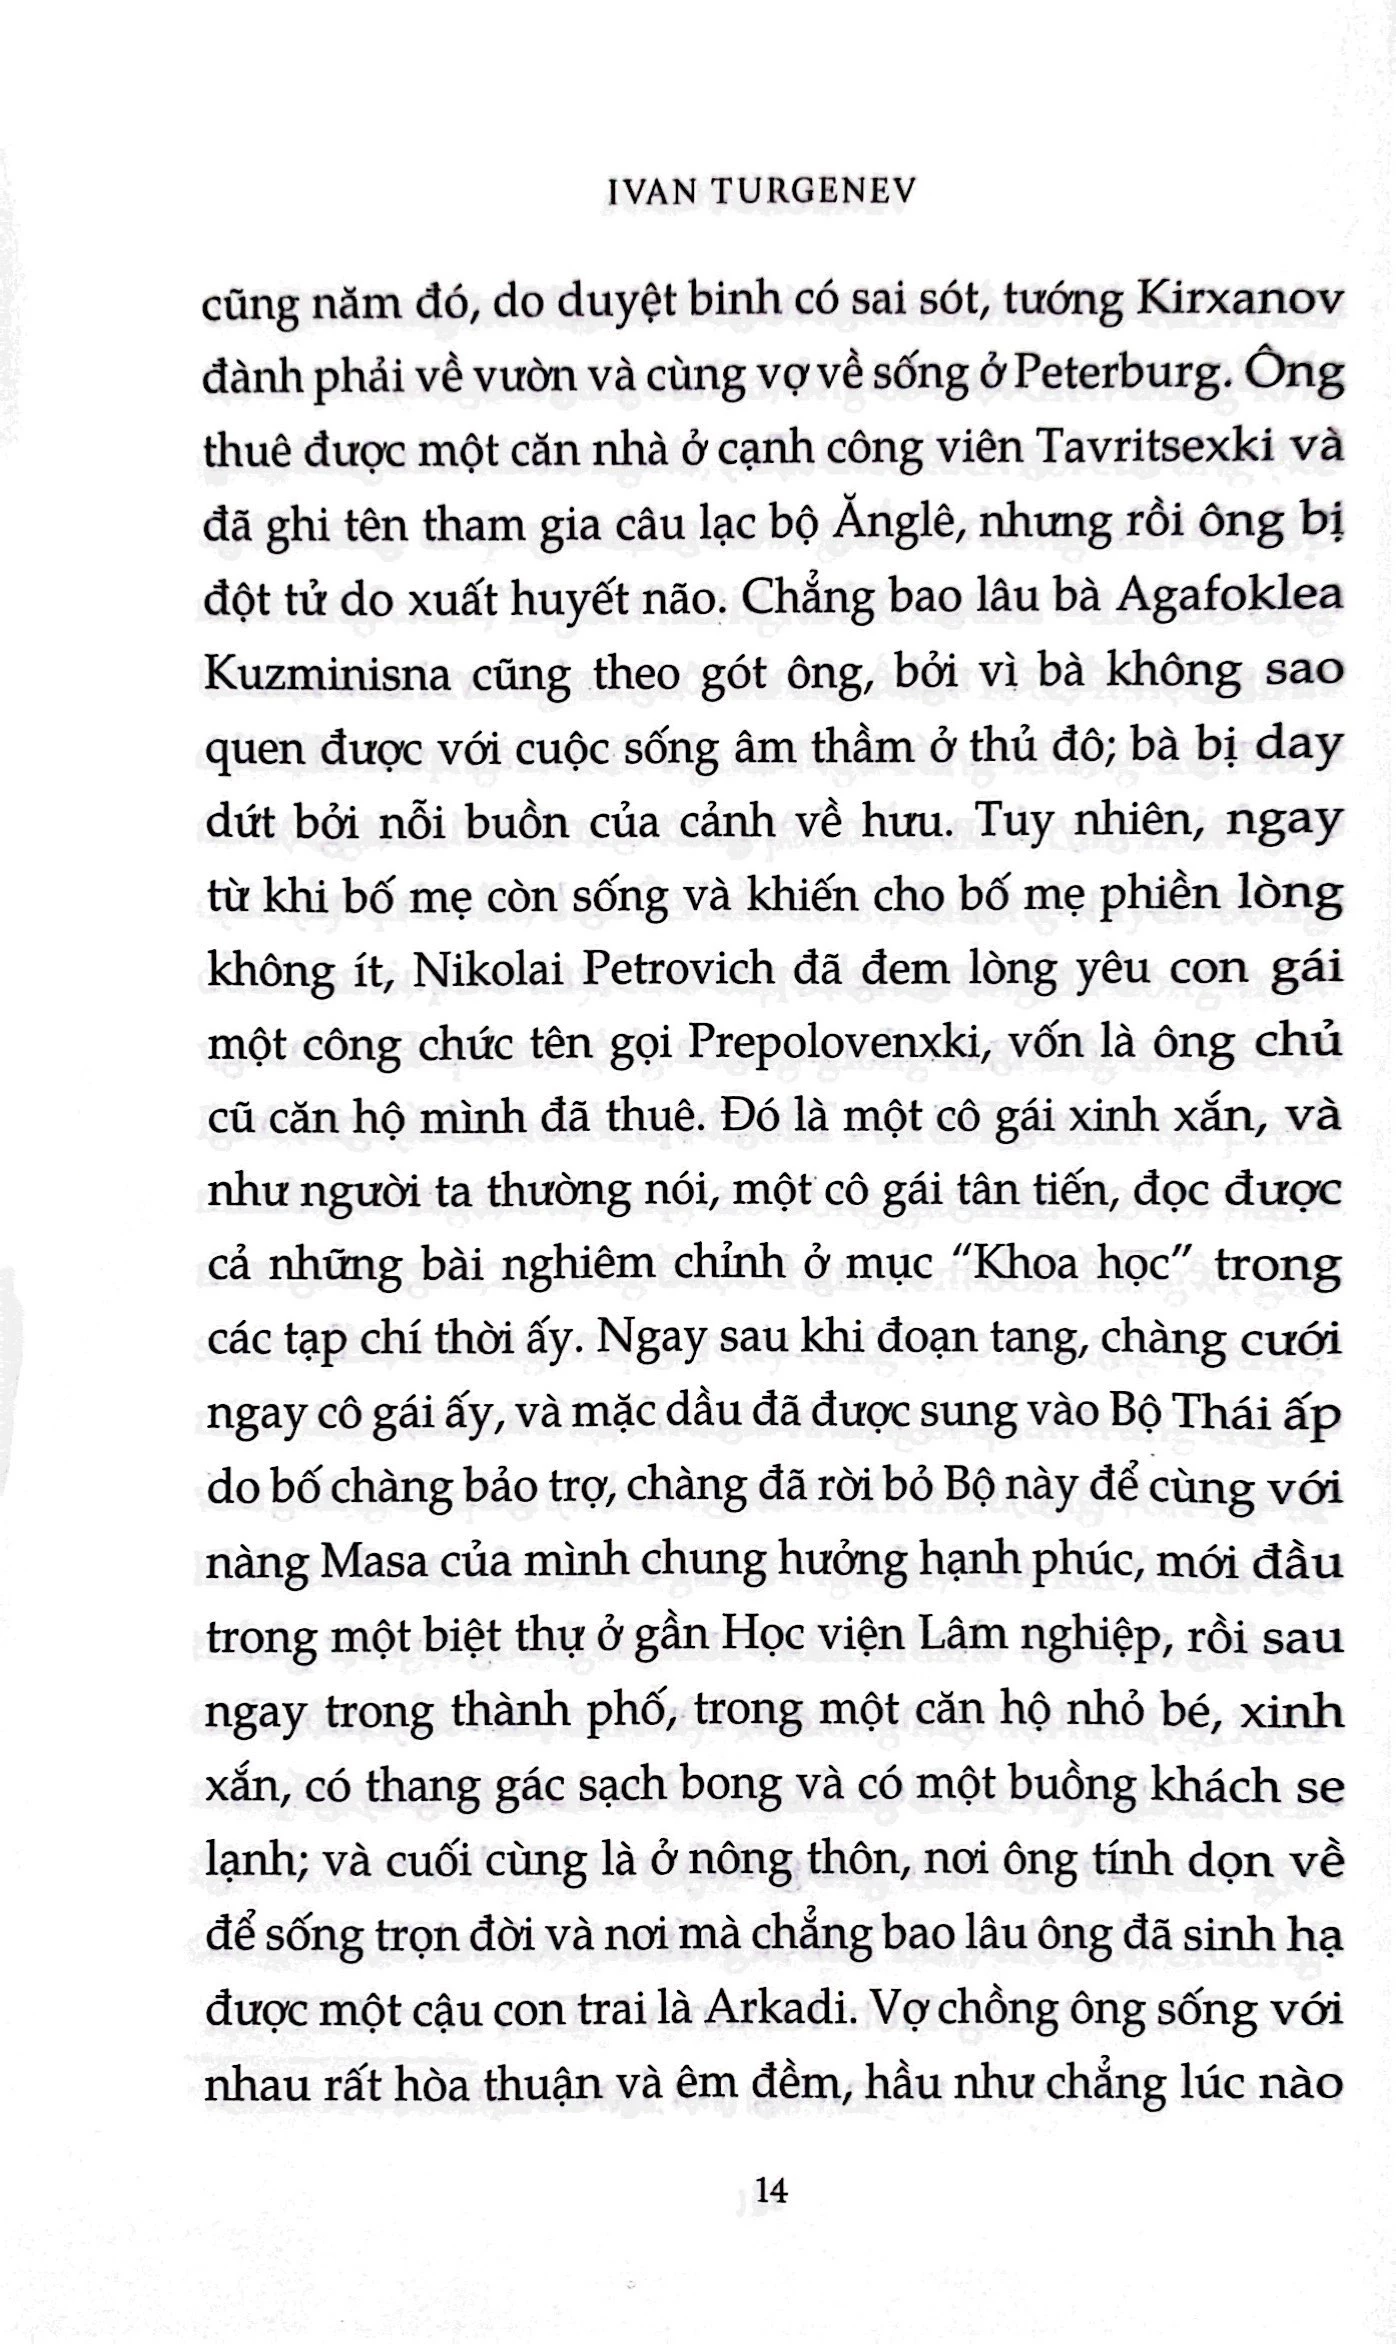 IVAN TURGENEV
cũng năm đó, do duyệt binh có sai sót, tướng Kirxanov
đành phải về vườn và cùng vợ về sống ở Peterburg. Ông
thuê được một căn nhà ở cạnh công viên Tavritsexki và
đã ghi tên tham gia câu lạc bộ Ănglê, nhưng rồi ông bị
đột tử do xuất huyết não. Chẳng bao lâu bà Agafoklea
Kuzminisna cũng theo gót ông, bởi vì bà không sao
quen được với cuộc sống âm thầm ở thủ đô; bà bị day
dứt bởi nỗi buồn của cảnh về hưu. Tuy nhiên, ngay
từ khi bố mẹ còn sống và khiến cho bố mẹ phiền lòng
không ít, Nikolai Petrovich đã đem lòng yêu con gái
một công chức tên gọi Prepolovenxki, vốn là ông chủ
cũ căn hộ mình đã thuê. Đó là một cô gái xinh xắn, và
như người ta thường nói, một cô gái tân tiến, đọc được
cả những bài nghiêm chỉnh ở mục “Khoa học” trong
các tạp chí thời ấy. Ngay sau khi đoạn tang, chàng cưới
ngay cô gái ấy, và mặc dầu đã được sung vào Bộ Thái ấp
do bố chàng bảo trợ, chàng đã rời bỏ Bộ này để cùng với
nàng Masa của mình chung hưởng hạnh phúc, mới đầu
trong một biệt thự ở gần Học viện Lâm nghiệp, rồi sau
ngay trong thành phố, trong một căn hộ nhỏ bé, xinh
xắn, có thang gác sạch bong và có một buồng khách se
lạnh; và cuối cùng là ở nông thôn, nơi ông tính dọn về
để sống trọn đời và nơi mà chẳng bao lâu ông đã sinh hạ
được một cậu con trai là Arkadi. Vợ chồng ông sống với
nhau rất hòa thuận và êm đềm, hầu như chẳng lúc nào
14